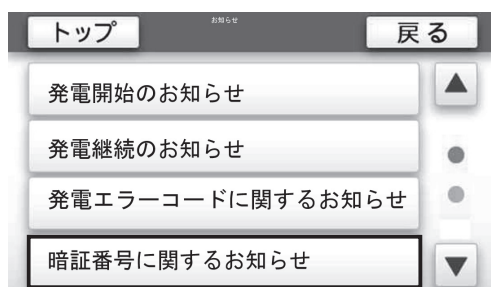 トップ
お知らせ
戻る
発電開始のお知らせ
発電継続のお知らせ
発電エラーコードに関するお知らせ
暗証番号に関するお知らせ